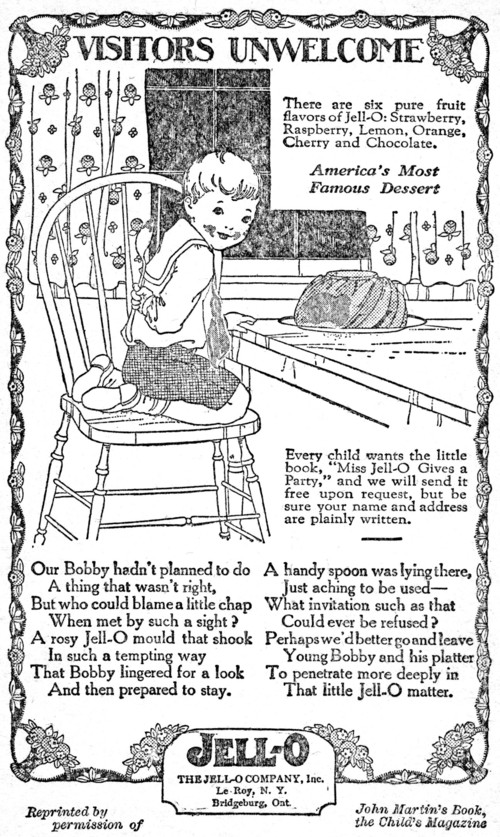 VISITORS UNWELCOME
There are six pure fruit
flavors of Jell-O: Strawberry,
Raspberry, Lemon, Orange,
Cherry and Chocolate.
America's Most
Famous Dessert
Every child wants the little
book, "Miss Jell-O Gives a
Party," and we will send it
free upon request, but be
sure your name and address
are plainly written.
Our Bobby hadn't planned to do
A thing that wasn't right,
But who could blame a little chap
When met by such a sight?
A rosy Jell-O mould that shook
In such a tempting way
That Bobby lingered for a look
And then prepared to stay.
A handy spoon was lying there,
Just aching to be used—
What invitation such as that
Could ever be refused?
Perhaps we'd better go and leave
Young Bobby and his platter
To penetrate more deeply in
That little Jell-O matter.
JELL-O
THE JELL-O COMPANY, Inc.
Le Roy, N. Y.
Bridgeburg, Ont.
Reprinted by
permission of
John Martin's Book,
the Child's Magazine